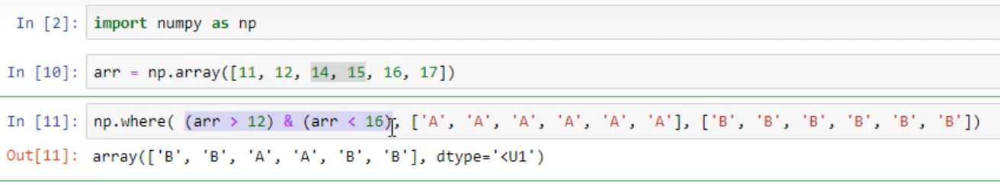 In [2]: import numpy as np
In [10]: arr = np.array([11, 12, 14, 15, 16, 17])
In [11]: np.where( (arr > 12) & (arr < 16), ['A', 'A', 'A', 'A', 'A', 'A'], ['B', 'B', 'B', 'B', 'B', 'B'])
Out[11]: array(['B', 'B', 'A', 'A', 'B', 'B'], dtype='<U1')